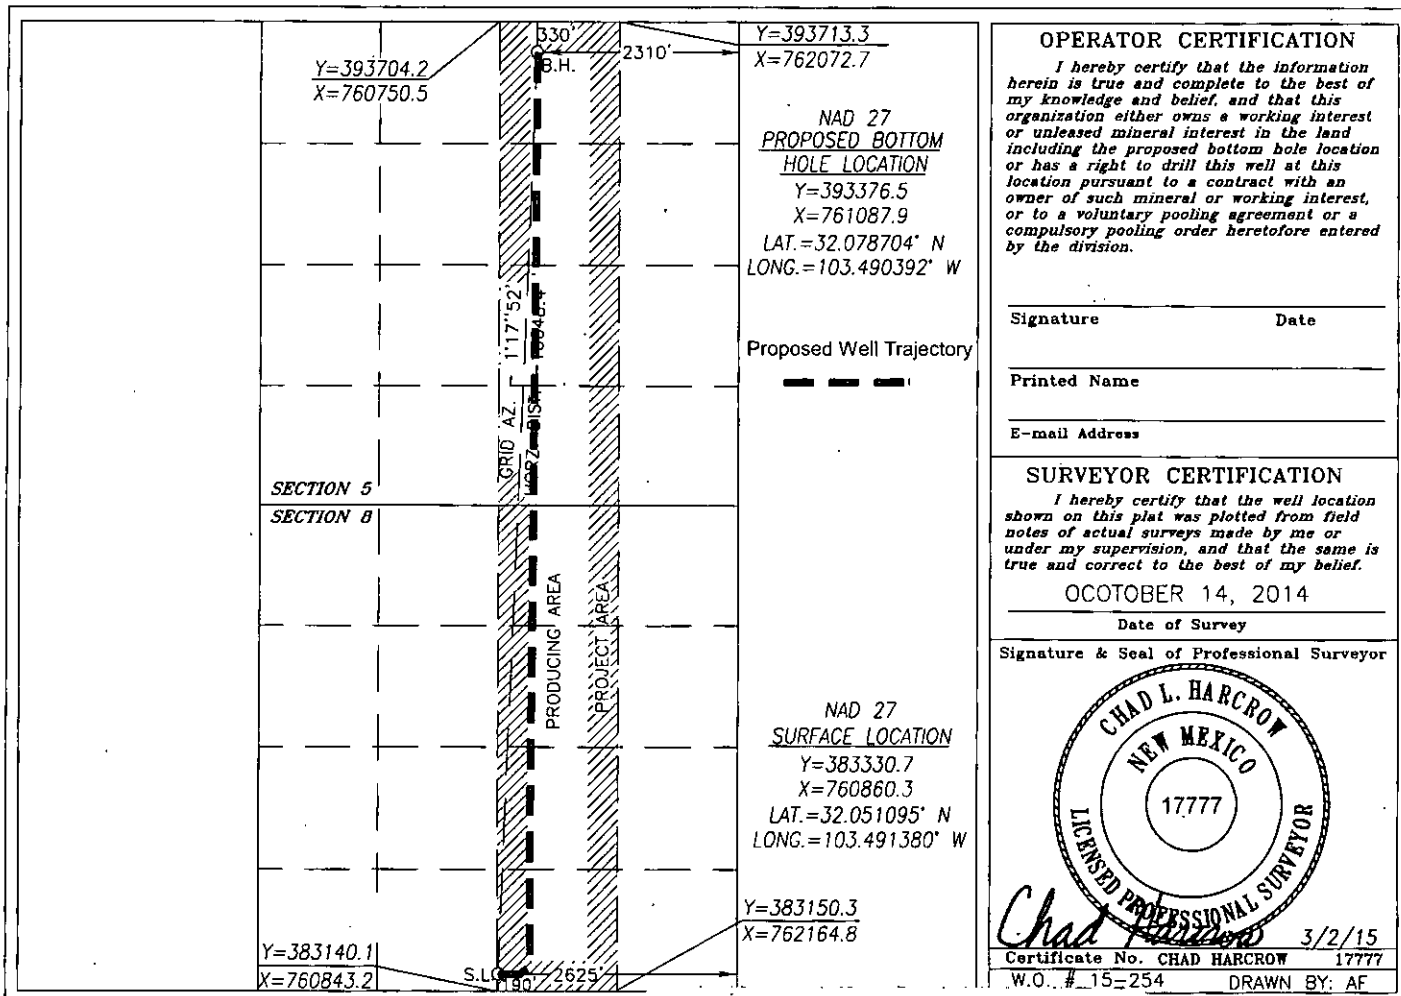 330'
2310'
B.H.
Y=393713.3
X=762072.7
Y=393704.2
X=760750.5
NAD 27
PROPOSED BOTTOM
HOLE LOCATION
Y=393376.5
X=761087.9
LAT.=32.078704° N
LONG.=103.490392° W
Proposed Well Trajectory
GRID AZ. 1°17'52"
HORZ. DIST.
SECTION 5
SECTION 8
PRODUCING AREA
PROJECT AREA
NAD 27
SURFACE LOCATION
Y=383330.7
X=760860.3
LAT.=32.051095° N
LONG.=103.491380° W
Y=383150.3
X=762164.8
Y=383140.1
X=760843.2
S.L.
2625'
190'
OPERATOR CERTIFICATION
I hereby certify that the information
herein is true and complete to the best of
my knowledge and belief, and that this
organization either owns a working interest
or unleased mineral interest in the land
including the proposed bottom hole location
or has a right to drill this well at this
location pursuant to a contract with an
owner of such mineral or working interest,
or to a voluntary pooling agreement or a
compulsory pooling order heretofore entered
by the division.
Signature Date
Printed Name
E-mail Address
SURVEYOR CERTIFICATION
I hereby certify that the well location
shown on this plat was plotted from field
notes of actual surveys made by me or
under my supervision, and that the same is
true and correct to the best of my belief.
OCOTOBER 14, 2014
Date of Survey
Signature & Seal of Professional Surveyor
CHAD L. HARCROW
NEW MEXICO
17777
LICENSED PROFESSIONAL SURVEYOR
Chad Harcrow 3/2/15
Certificate No. CHAD HARCROW 17777
W.O. # 15-254 DRAWN BY: AF